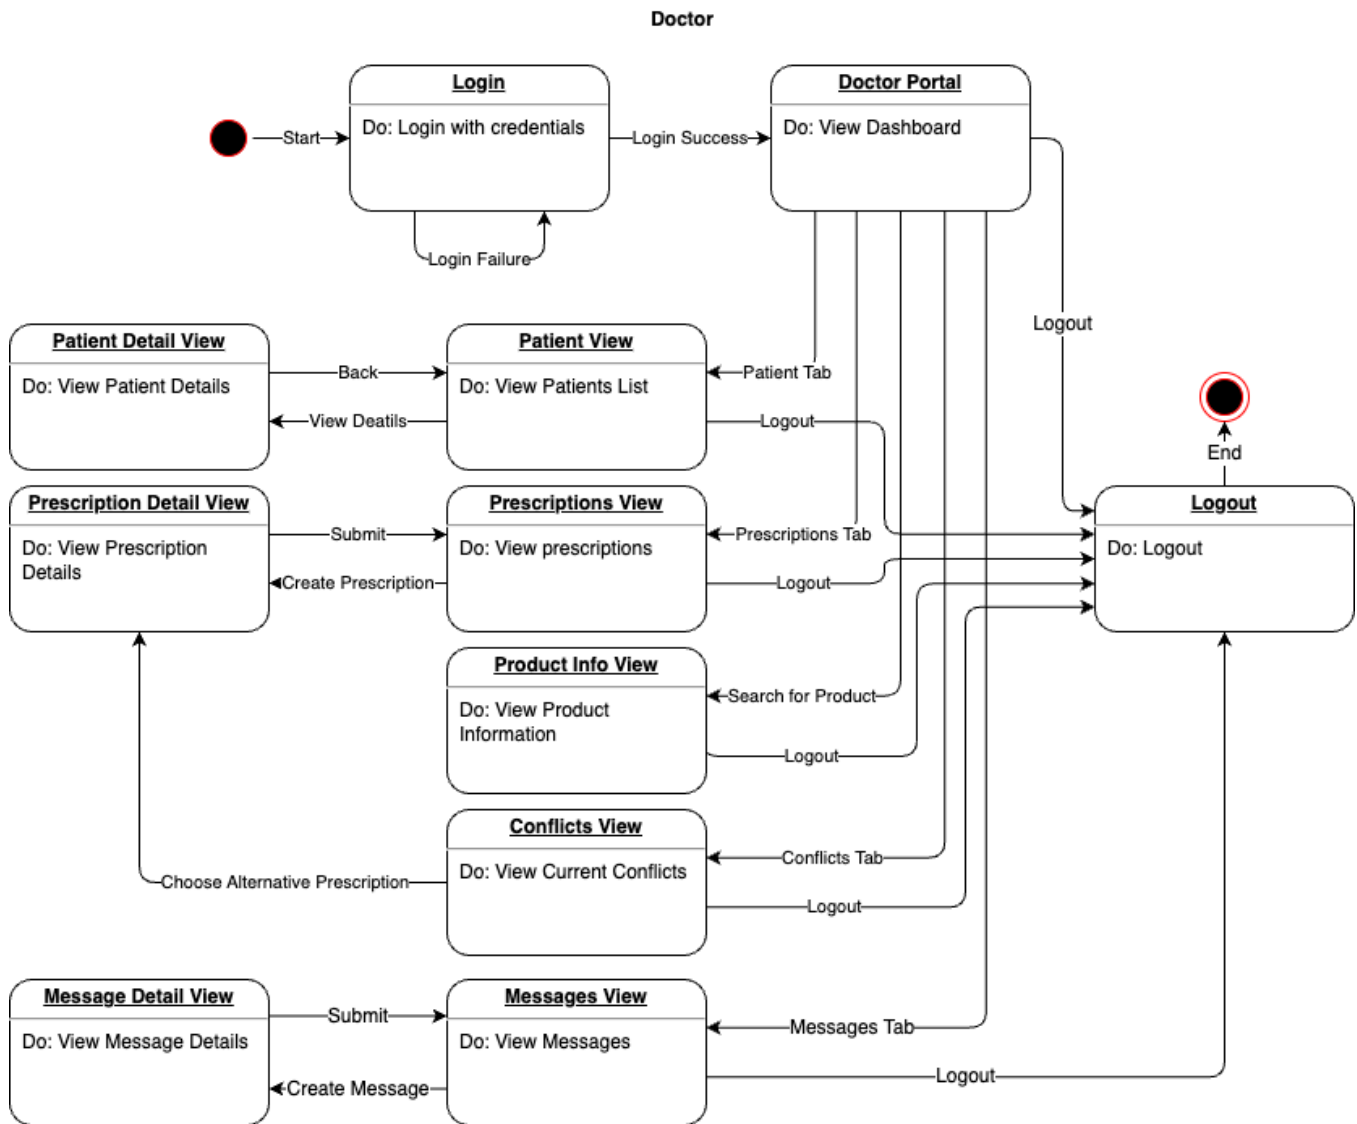 Doctor
Login
Do: Login with credentials
Doctor Portal
Do: View Dashboard
Start
Login Success
Login Failure
Logout
Patient Detail View
Do: View Patient Details
Back
View Deatils
Patient View
Do: View Patients List
Patient Tab
Logout
End
Prescription Detail View
Do: View Prescription
Details
Submit
Create Prescription
Prescriptions View
Do: View prescriptions
Prescriptions Tab
Logout
Logout
Do: Logout
Product Info View
Do: View Product
Information
Search for Product
Logout
Conflicts View
Do: View Current Conflicts
Conflicts Tab
Choose Alternative Prescription
Logout
Message Detail View
Do: View Message Details
Submit
Create Message
Messages View
Do: View Messages
Messages Tab
Logout